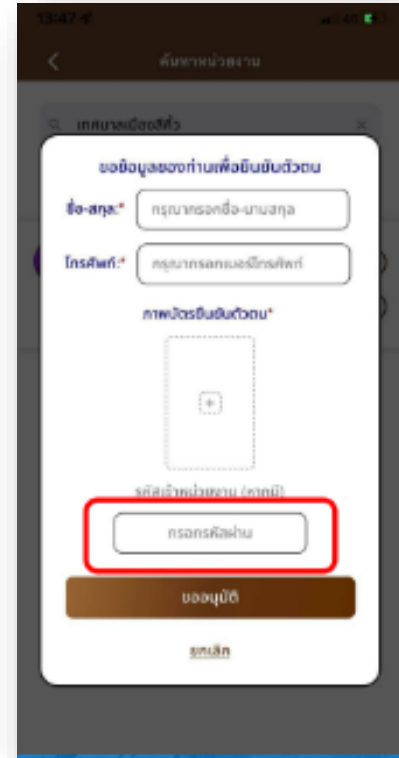 13:47
4G
ค้นหาหน่วยงาน
เทศบาลเมืองสีคิ้ว
ขอข้อมูลของท่านเพื่อยืนยันตัวตน
ชื่อ-สกุล:* กรุณากรอกชื่อ-นามสกุล
โทรศัพท์:* กรุณากรอกเบอร์โทรศัพท์
ภาพบัตรยืนยันตัวตน*
รหัสเจ้าหน่วยงาน (หากมี)
กรอกรหัสผ่าน
ขออนุมัติ
ยกเลิก